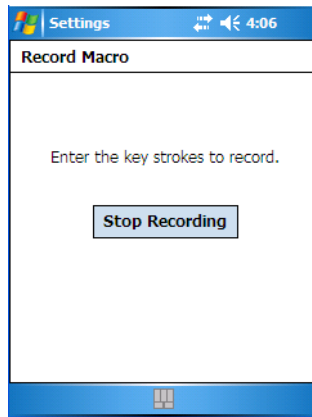 Settings 4:06
Record Macro
Enter the key strokes to record.
Stop Recording